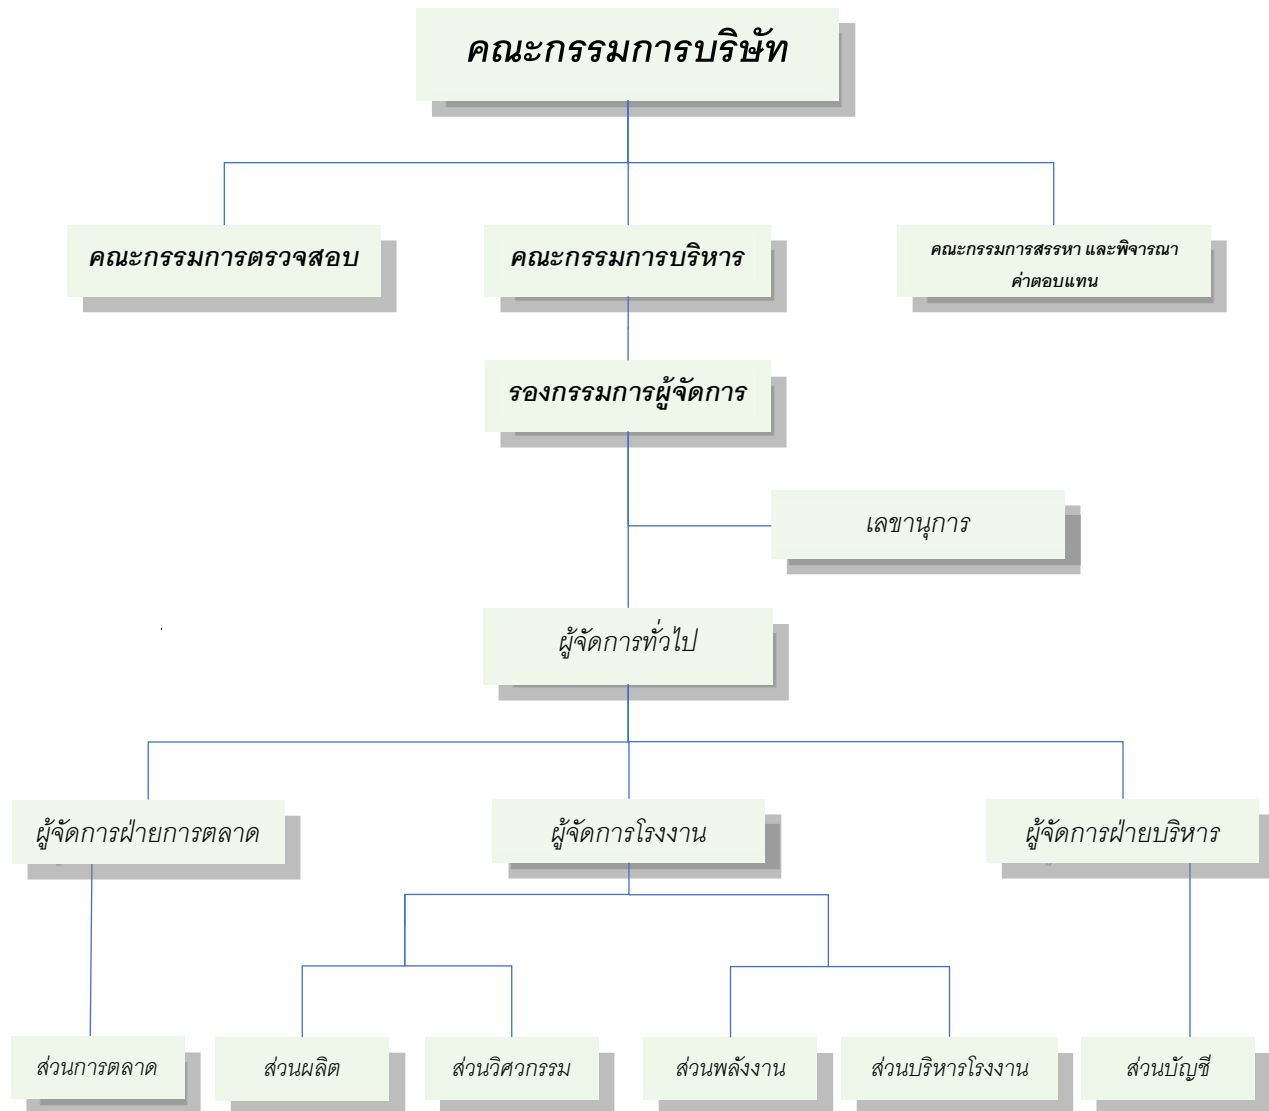 คณะกรรมการบริษัท
คณะกรรมการตรวจสอบ
คณะกรรมการบริหาร
คณะกรรมการสรรหา และพิจารณา
ค่าตอบแทน
รองกรรมการผู้จัดการ
เลขานุการ
ผู้จัดการทั่วไป
ผู้จัดการฝ่ายการตลาด
ผู้จัดการโรงงาน
ผู้จัดการฝ่ายบริหาร
ส่วนการตลาด
ส่วนผลิต
ส่วนวิศวกรรม
ส่วนพลังงาน
ส่วนบริหารโรงงาน
ส่วนบัญชี